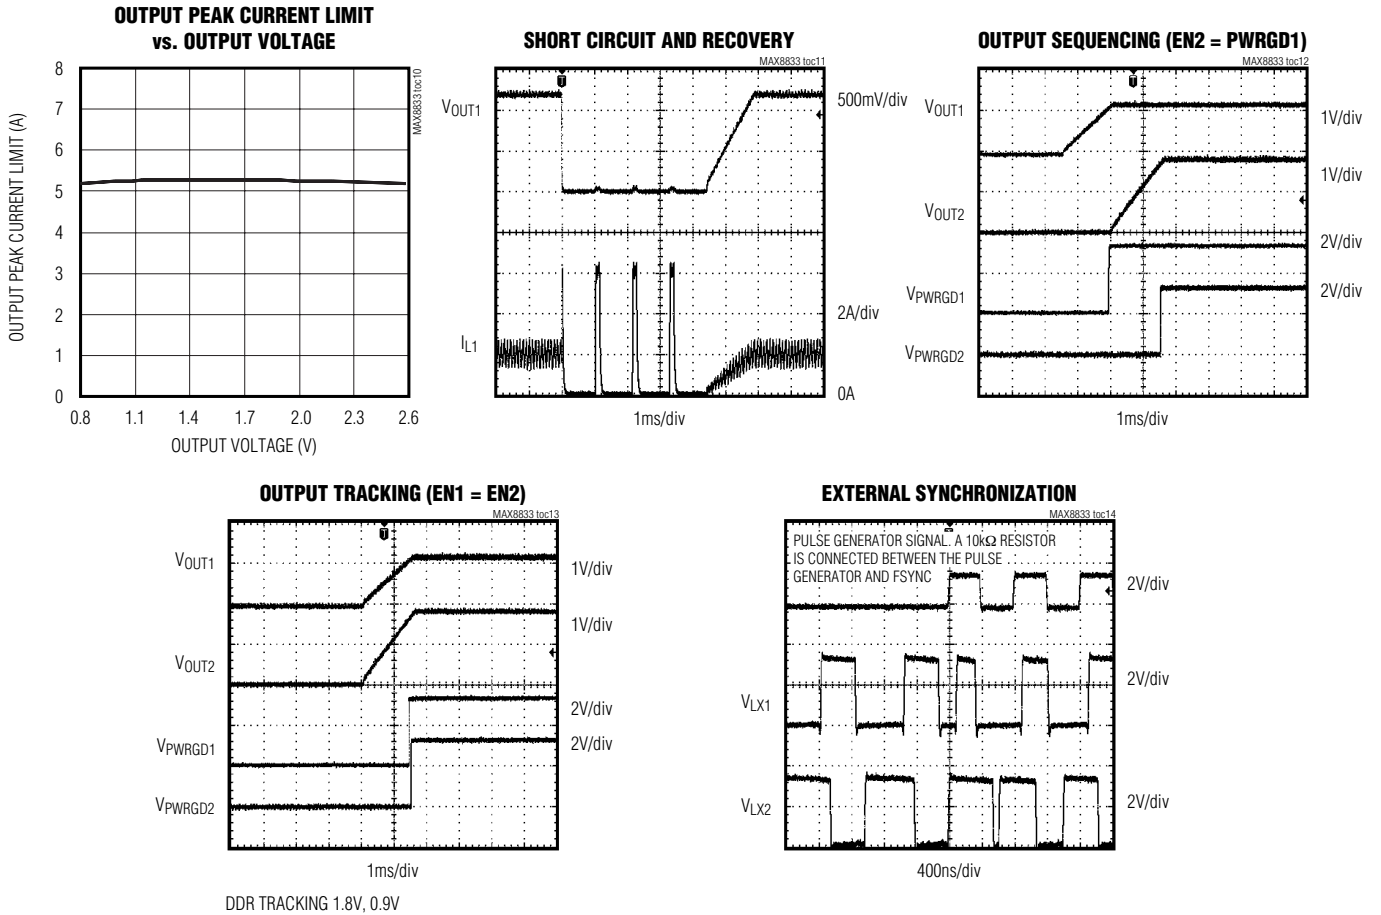 OUTPUT PEAK CURRENT LIMIT
vs. OUTPUT VOLTAGE
MAX8833 toc10
OUTPUT PEAK CURRENT LIMIT (A)
8
7
6
5
4
3
2
1
0
0.8 1.1 1.4 1.7 2.0 2.3 2.6
OUTPUT VOLTAGE (V)
SHORT CIRCUIT AND RECOVERY
MAX8833 toc11
T
VOUT1
500mV/div
2A/div
IL1
0A
1ms/div
OUTPUT SEQUENCING (EN2 = PWRGD1)
MAX8833 toc12
T
VOUT1
1V/div
1V/div
VOUT2
2V/div
VPWRGD1
2V/div
VPWRGD2
1ms/div
OUTPUT TRACKING (EN1 = EN2)
MAX8833 toc13
T
VOUT1
1V/div
1V/div
VOUT2
2V/div
VPWRGD1
2V/div
VPWRGD2
1ms/div
DDR TRACKING 1.8V, 0.9V
EXTERNAL SYNCHRONIZATION
MAX8833 toc14
PULSE GENERATOR SIGNAL. A 10kΩ RESISTOR
IS CONNECTED BETWEEN THE PULSE
GENERATOR AND FSYNC
2V/div
2V/div
VLX1
VLX2
2V/div
400ns/div